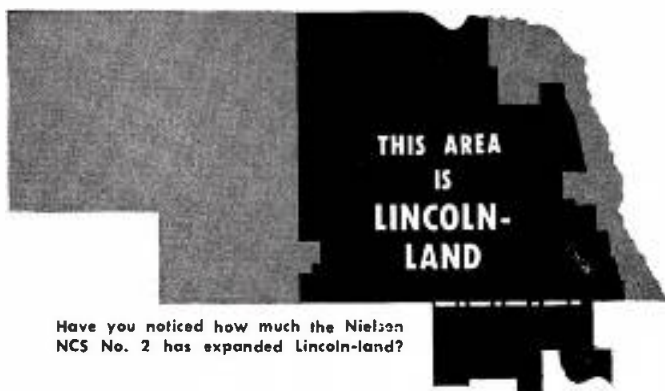 THIS AREA
IS
LINCOLN-
LAND
Have you noticed how much the Nielsen
NCS No. 2 has expanded Lincoln-land?